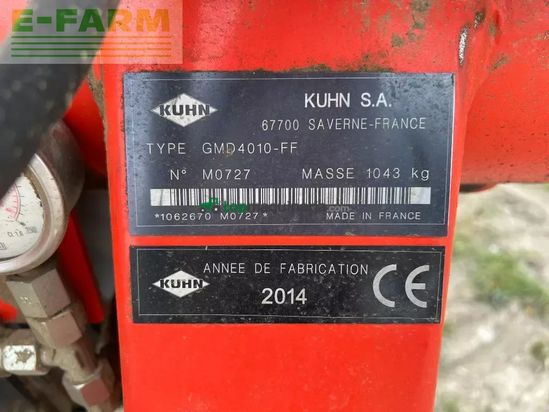 E-FARM
KUHN
KUHN S.A.
67700 SAVERNE-FRANCE
TYPE GMD4010-FF
N° M0727 MASSE 1043 kg
*1062670 M0727*
MADE IN FRANCE
KUHN
ANNEE DE FABRICATION
2014
CE